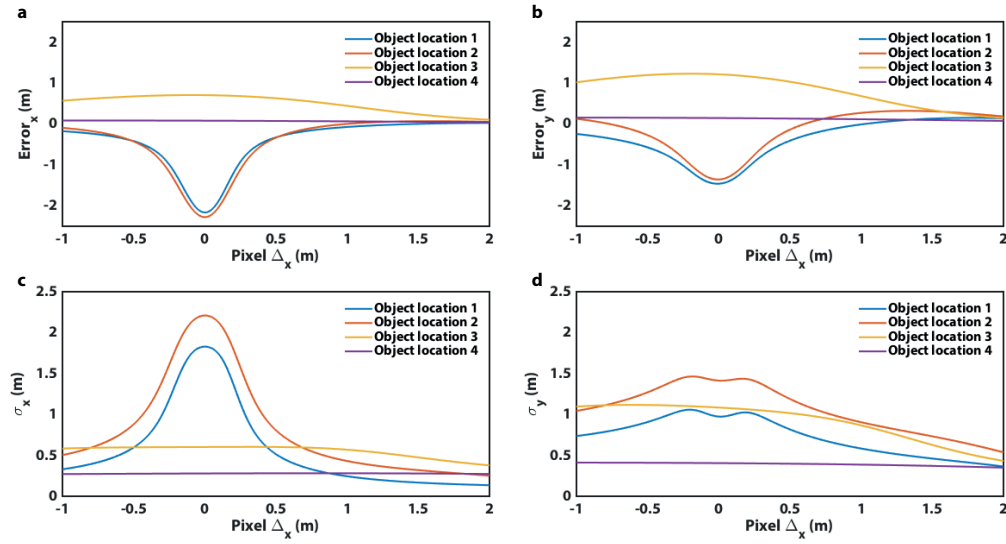 a
2
1
0
-1
-2
Error_x (m)
Object location 1
Object location 2
Object location 3
Object location 4
-1 -0.5 0 0.5 1 1.5 2
Pixel Δ_x (m)
b
2
1
0
-1
-2
Error_y (m)
Object location 1
Object location 2
Object location 3
Object location 4
-1 -0.5 0 0.5 1 1.5 2
Pixel Δ_x (m)
c
2.5
2
1.5
1
0.5
0
σ_x (m)
Object location 1
Object location 2
Object location 3
Object location 4
-1 -0.5 0 0.5 1 1.5 2
Pixel Δ_x (m)
d
2.5
2
1.5
1
0.5
0
σ_y (m)
Object location 1
Object location 2
Object location 3
Object location 4
-1 -0.5 0 0.5 1 1.5 2
Pixel Δ_x (m)